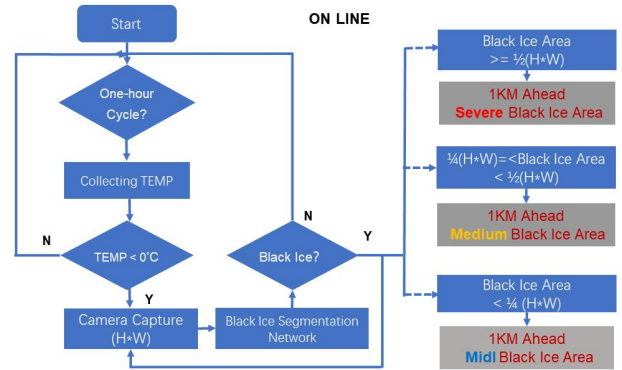 Start
ON LINE
One-hour
Cycle?
Collecting TEMP
N
TEMP < 0°C
Y
Camera Capture
(H*W)
Black Ice Segmentation
Network
Black Ice?
N
Y
Black Ice Area
>= ½(H*W)
1KM Ahead
Severe Black Ice Area
¼(H*W)=<Black Ice Area
< ½(H*W)
1KM Ahead
Medium Black Ice Area
Black Ice Area
< ¼ (H*W)
1KM Ahead
Midl Black Ice Area